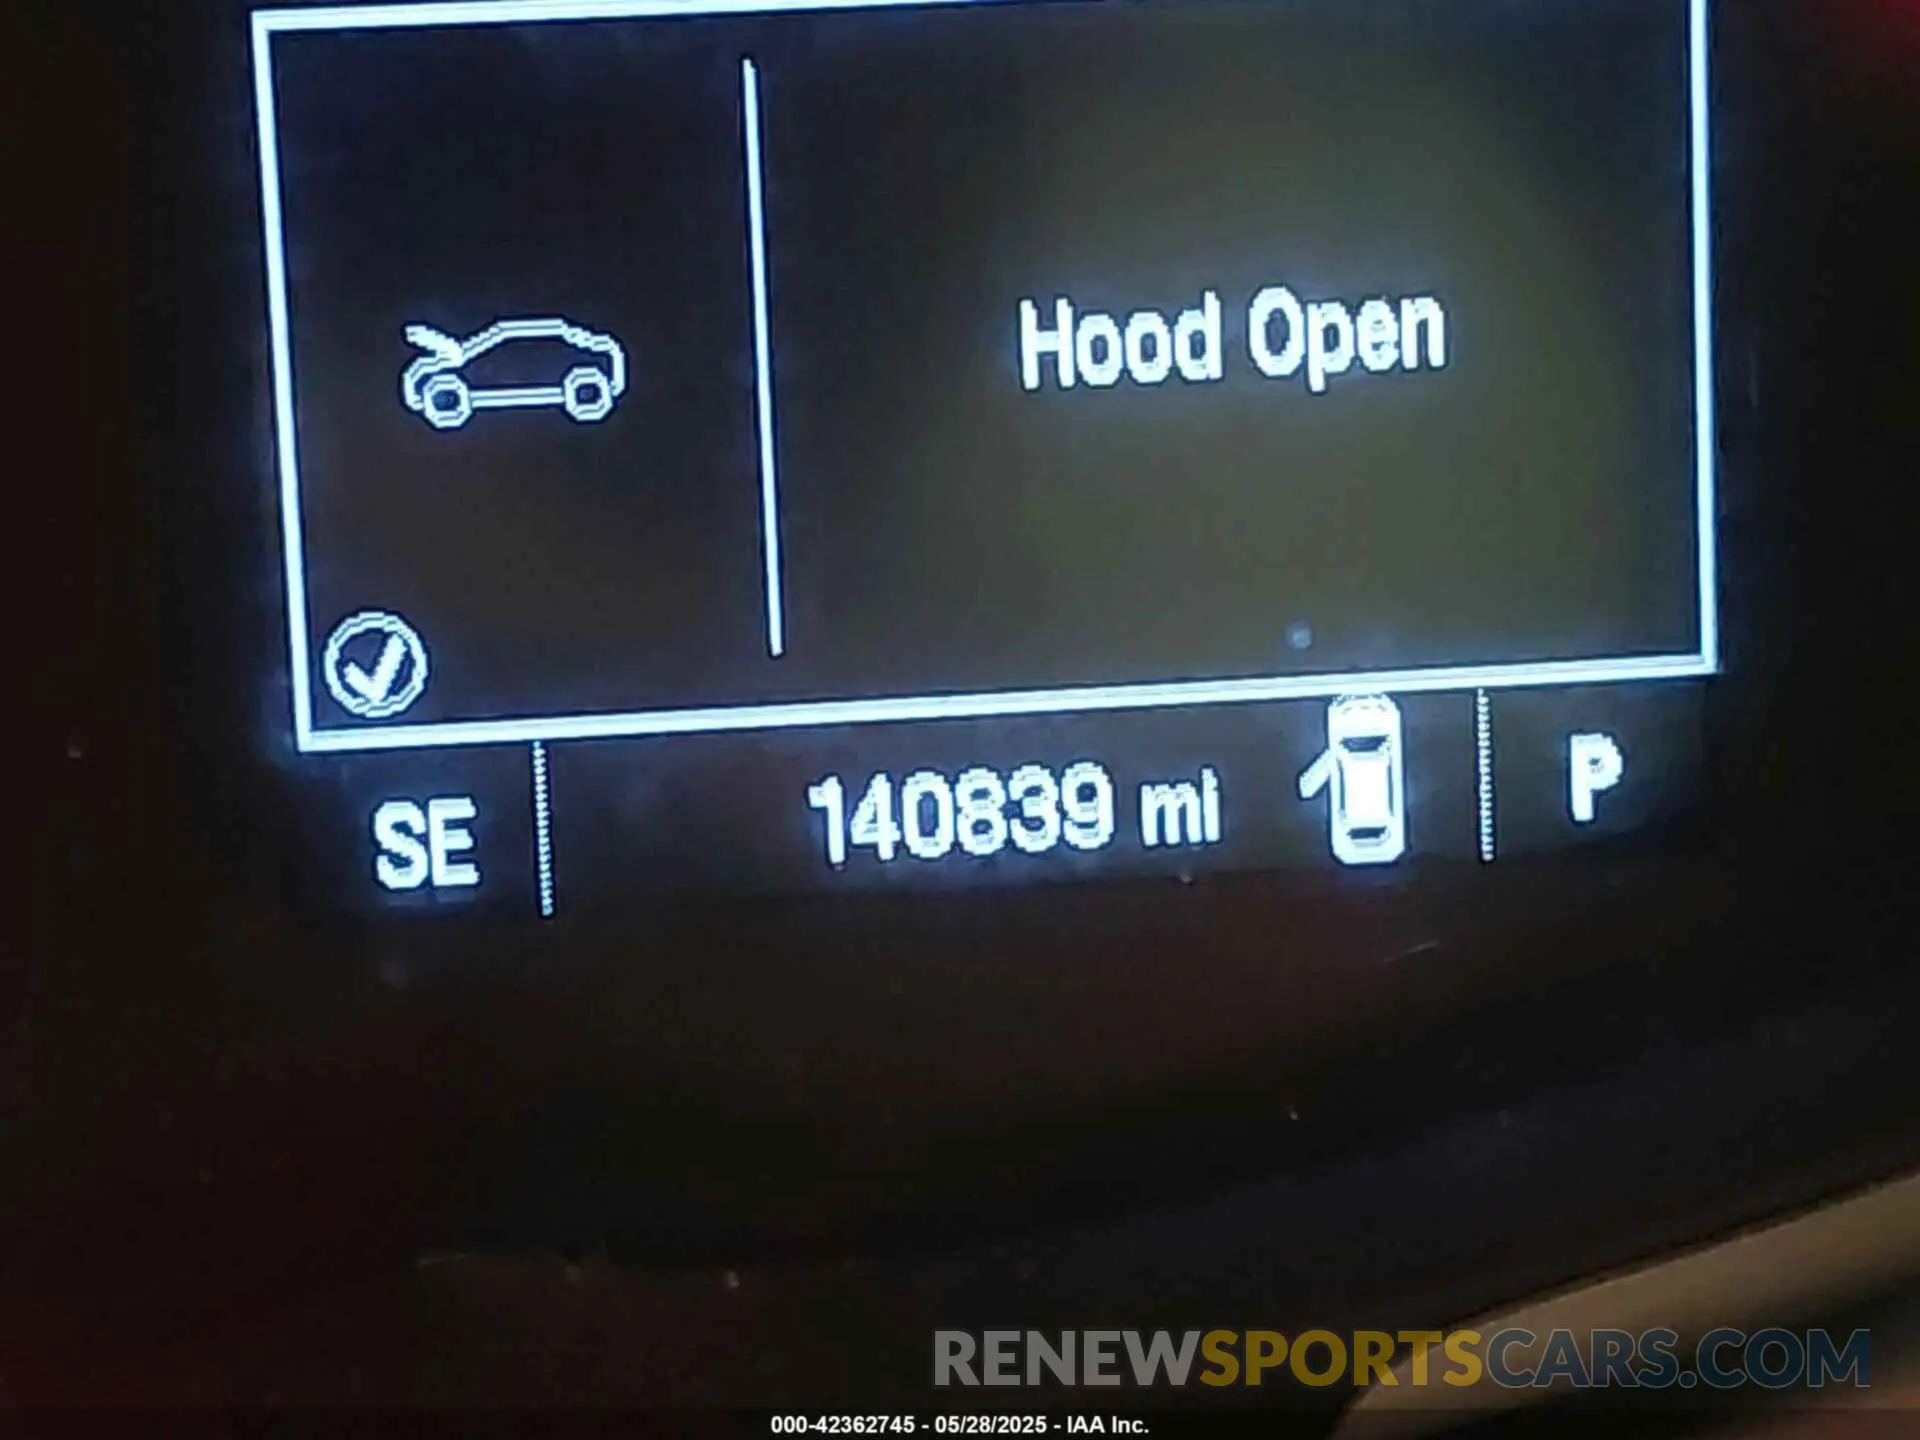 Hood Open
SE 140839 mi P
RENEWSPORTSCARS.COM
000-42362745 - 05/28/2025 - IAA Inc.